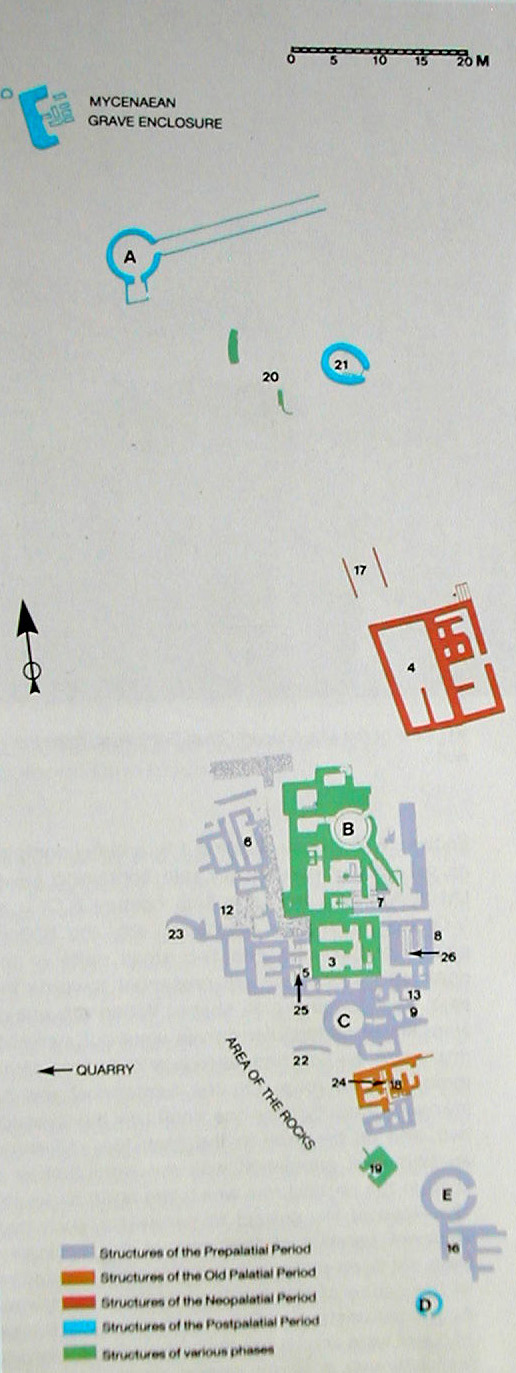 0 5 10 15 20 M
MYCENAEAN
GRAVE ENCLOSURE
A
21
20
17
4
B
6
7
12
23
8
26
3
5
25
13
9
C
22
QUARRY
AREA OF THE ROCKS
24
18
19
E
16
D
Structures of the Prepalatial Period
Structures of the Old Palatial Period
Structures of the Neopalatial Period
Structures of the Postpalatial Period
Structures of various phases